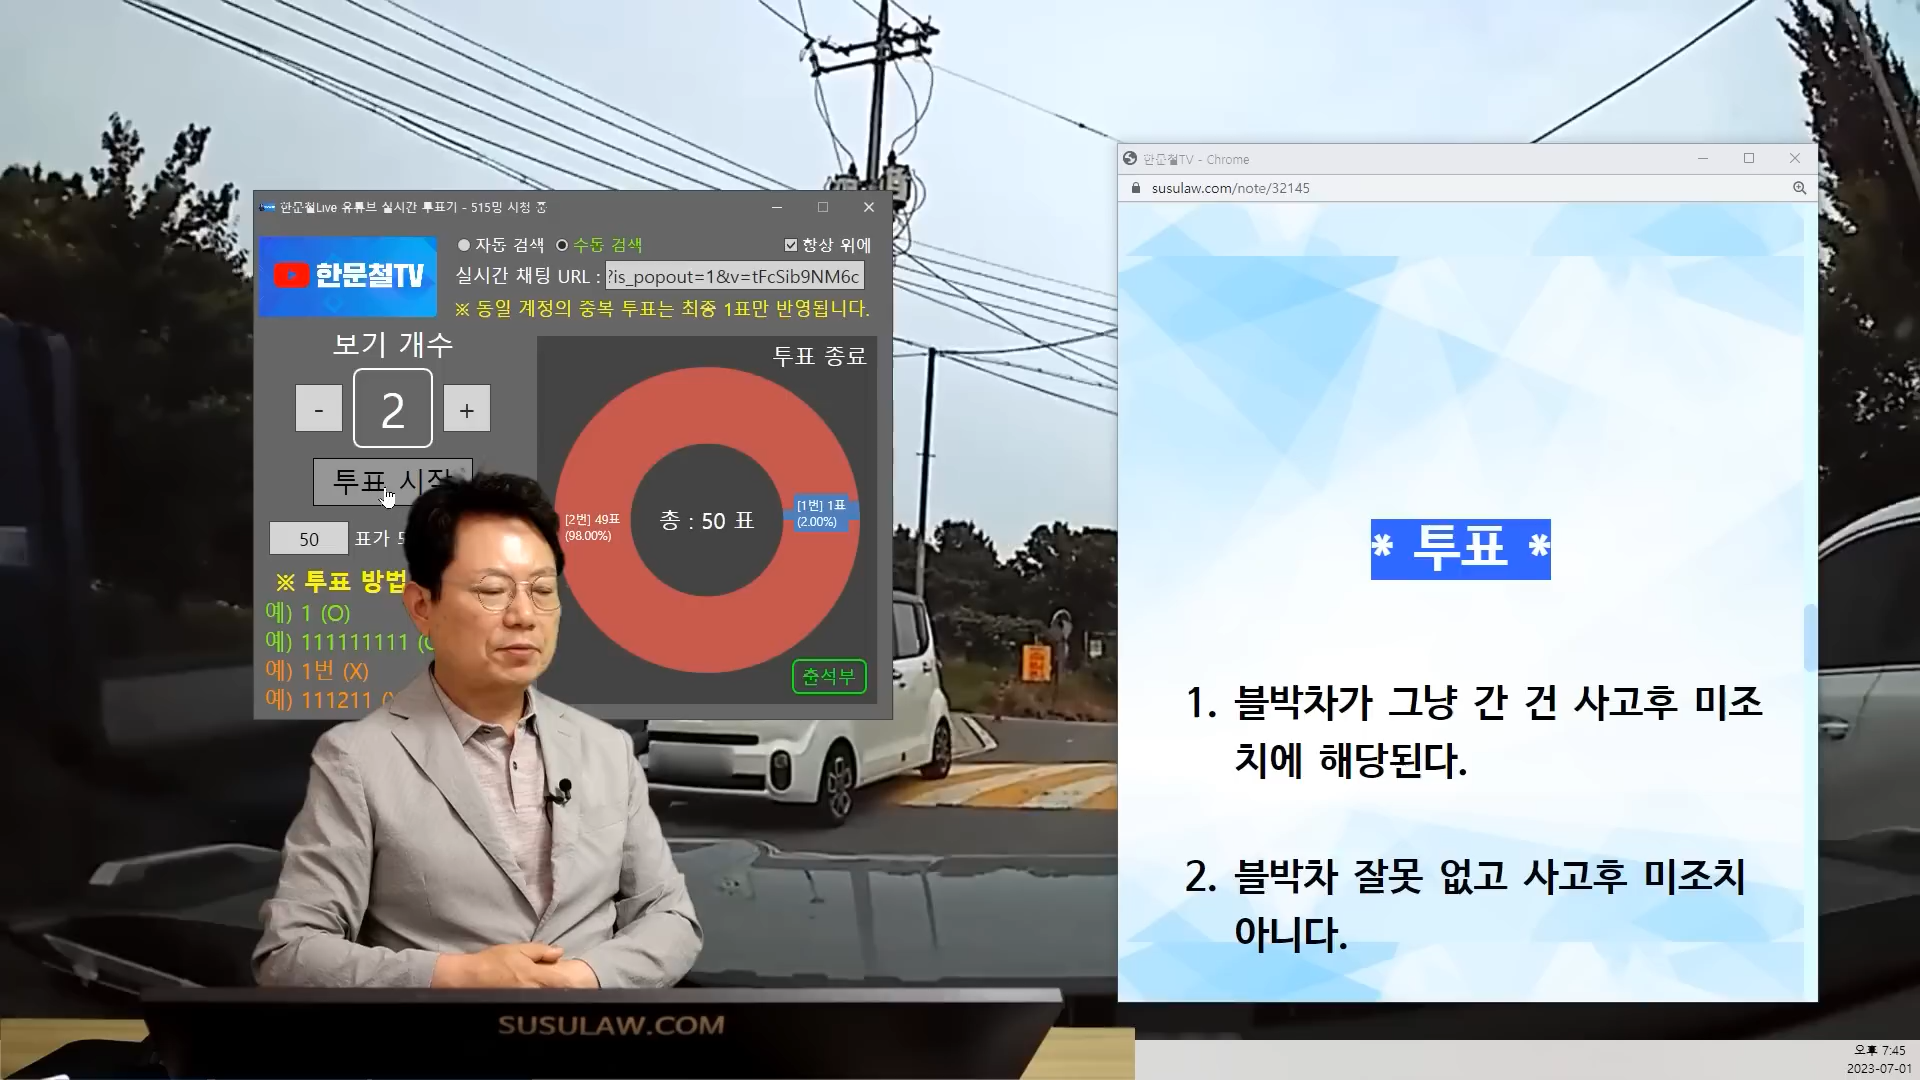 한문철Live 유튜브 실시간 투표기 - 515명 시청 중
한문철TV
자동 검색
수동 검색
항상 위에
실시간 채팅 URL :
?is_popout=1&v=tFcSib9NM6c
※ 동일 계정의 중복 투표는 최종 1표만 반영됩니다.
보기 개수
- 2 +
투표 시작
50 표가
※ 투표 방법
예) 1 (O)
예) 111111111 (O
예) 1번 (X)
예) 111211 (X
투표 종료
[2번] 49표
(98.00%)
총 : 50 표
[1번] 1표
(2.00%)
출석부
한문철TV - Chrome
susulaw.com/note/32145
* 투표 *
1. 블박차가 그냥 간 건 사고후 미조
치에 해당된다.
2. 블박차 잘못 없고 사고후 미조치
아니다.
SUSULAW.COM
오후 7:45
2023-07-01